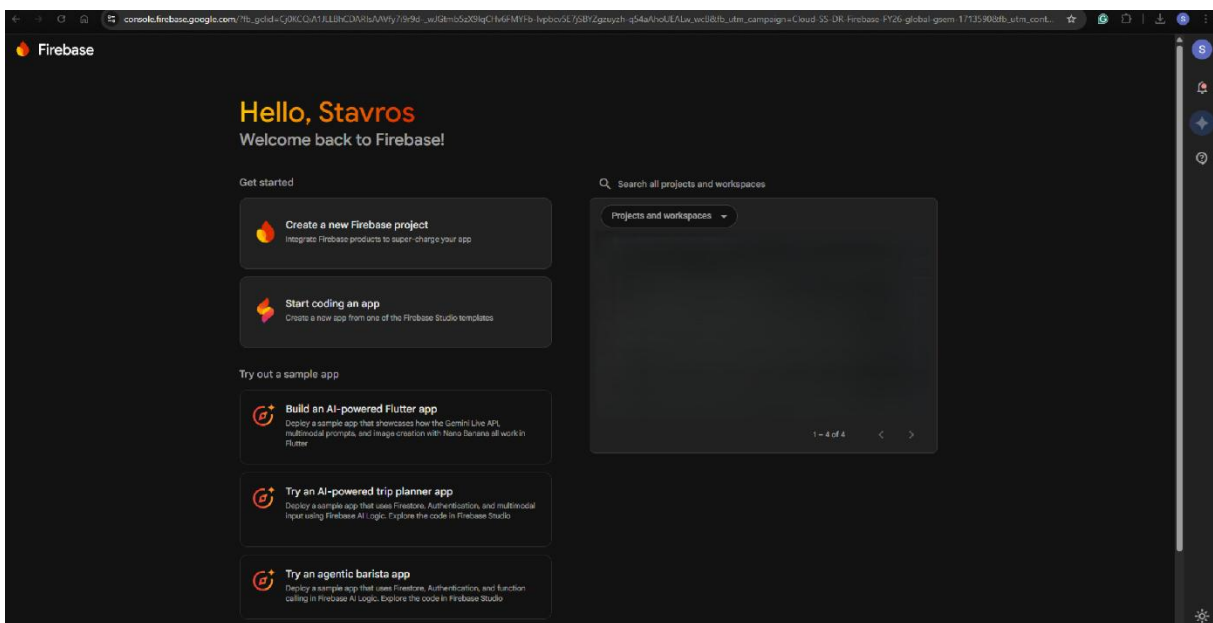 console.firebase.google.com
Firebase
S
S
Hello, Stavros
Welcome back to Firebase!
Get started
Create a new Firebase project
Integrate Firebase products to super-charge your app
Start coding an app
Create a new app from one of the Firebase Studio templates
Try out a sample app
Build an AI-powered Flutter app
Deploy a sample app that showcases how the Gemini Live API,
multimodal prompts, and image creation with Nano Banana all work in
Flutter
Try an AI-powered trip planner app
Deploy a sample app that uses Firestore, Authentication, and multimodal
input using Firebase AI Logic. Explore the code in Firebase Studio
Try an agentic barista app
Deploy a sample app that uses Firestore, Authentication, and function
calling in Firebase AI Logic. Explore the code in Firebase Studio
Search all projects and workspaces
Projects and workspaces
1 – 4 of 4